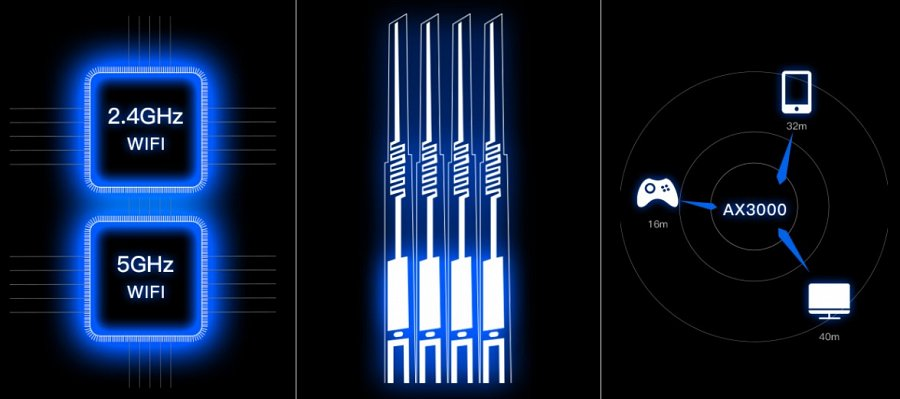 2.4GHz
WIFI
5GHz
WIFI
32m
AX3000
16m
40m